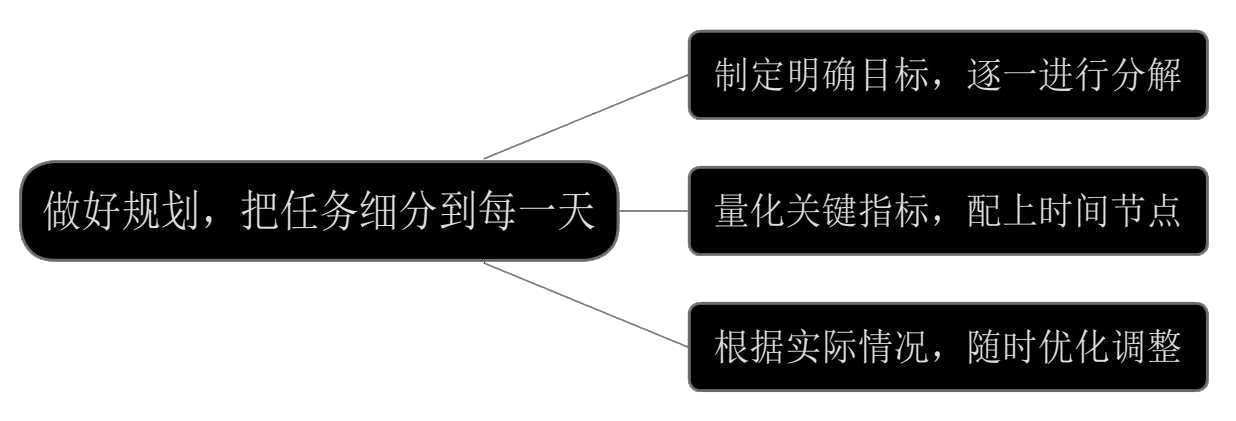 做好规划，把任务细分到每一天
制定明确目标，逐一进行分解
量化关键指标，配上时间节点
根据实际情况，随时优化调整